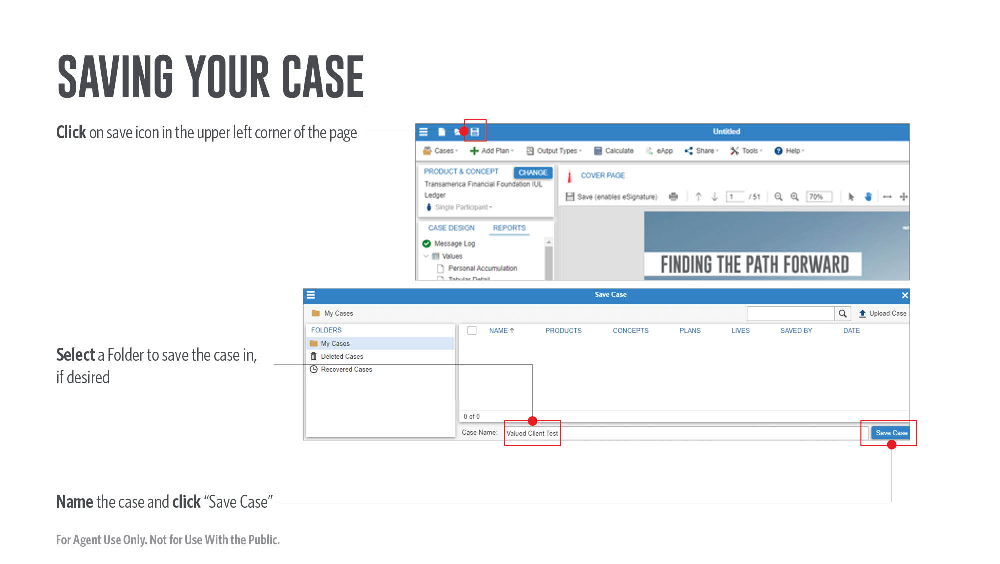 SAVING YOUR CASE
Click on save icon in the upper left corner of the page
Untitled
Cases
Add Plan
Output Types
Calculate
eApp
Share
Tools
Help
PRODUCT & CONCEPT
CHANGE
Transamerica Financial Foundation IUL
Ledger
Single Participant
COVER PAGE
Save (enables eSignature)
1 / 51
70%
CASE DESIGN
REPORTS
Message Log
Values
Personal Accumulation
Tabular Detail
FINDING THE PATH FORWARD
Save Case
My Cases
Upload Case
FOLDERS
My Cases
Deleted Cases
Recovered Cases
NAME
PRODUCTS
CONCEPTS
PLANS
LIVES
SAVED BY
DATE
0 of 0
Case Name:
Valued Client Test
Save Case
Select a Folder to save the case in,
if desired
Name the case and click “Save Case”
For Agent Use Only. Not for Use With the Public.